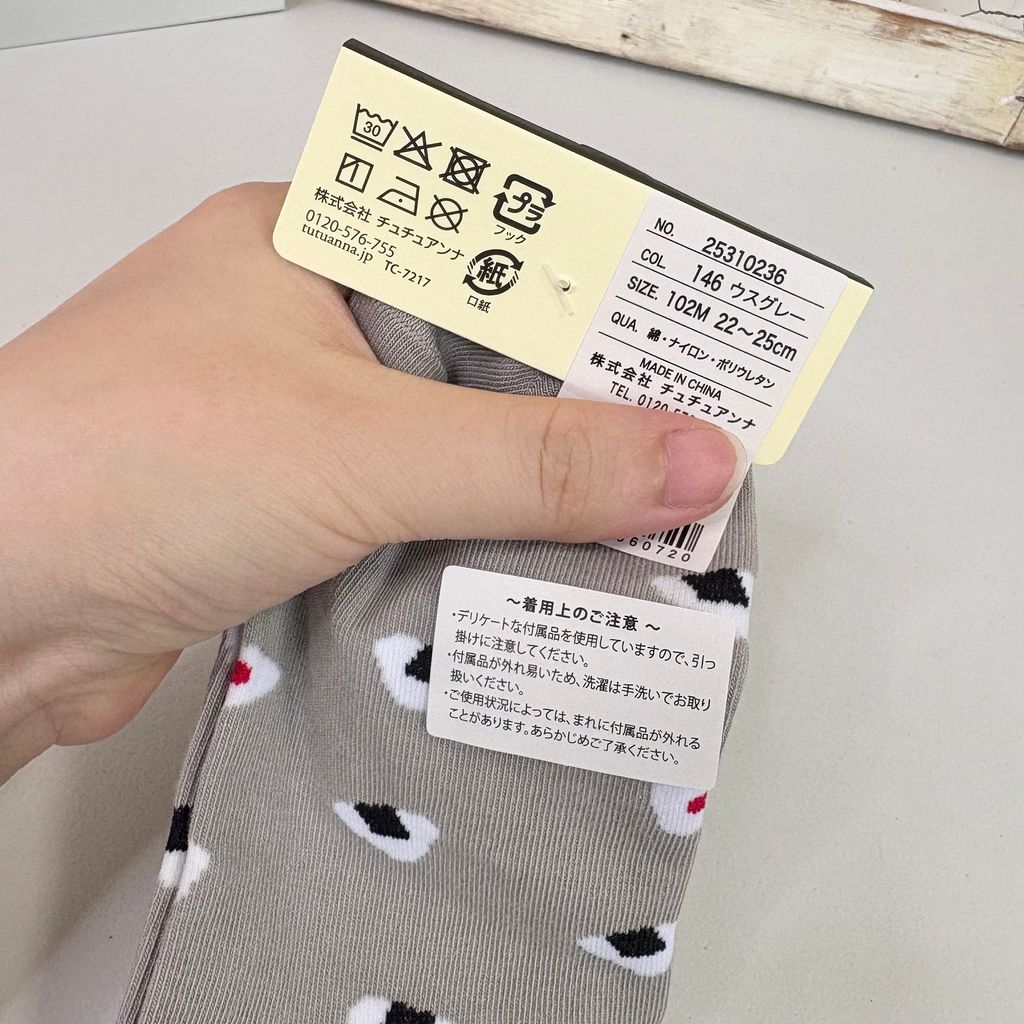 30
プラ
フック
紙
口紙
株式会社 チュチュアンナ
0120-576-755
tutuanna.jp TC-7217
NO. 25310236
COL 146 ウスグレー
SIZE. 102M 22～25cm
QUA. 綿・ナイロン・ポリウレタン
MADE IN CHINA
株式会社 チュチュアンナ
TEL. 0120-
60720
～着用上のご注意 ～
・デリケートな付属品を使用していますので、引っ
掛けに注意してください。
・付属品が外れ易いため、洗濯は手洗いでお取り
扱いください。
・ご使用状況によっては、まれに付属品が外れる
ことがあります。あらかじめご了承ください。